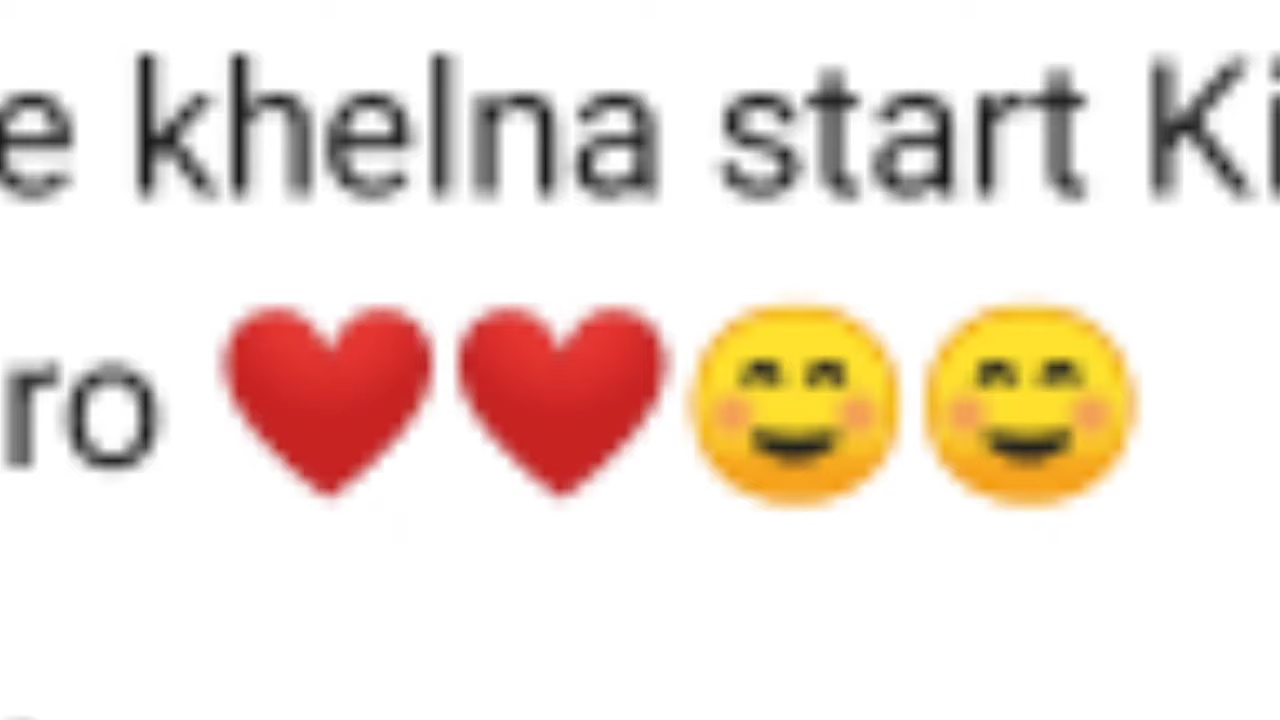 e khelna start Ki
ro ❤️❤️😊😊